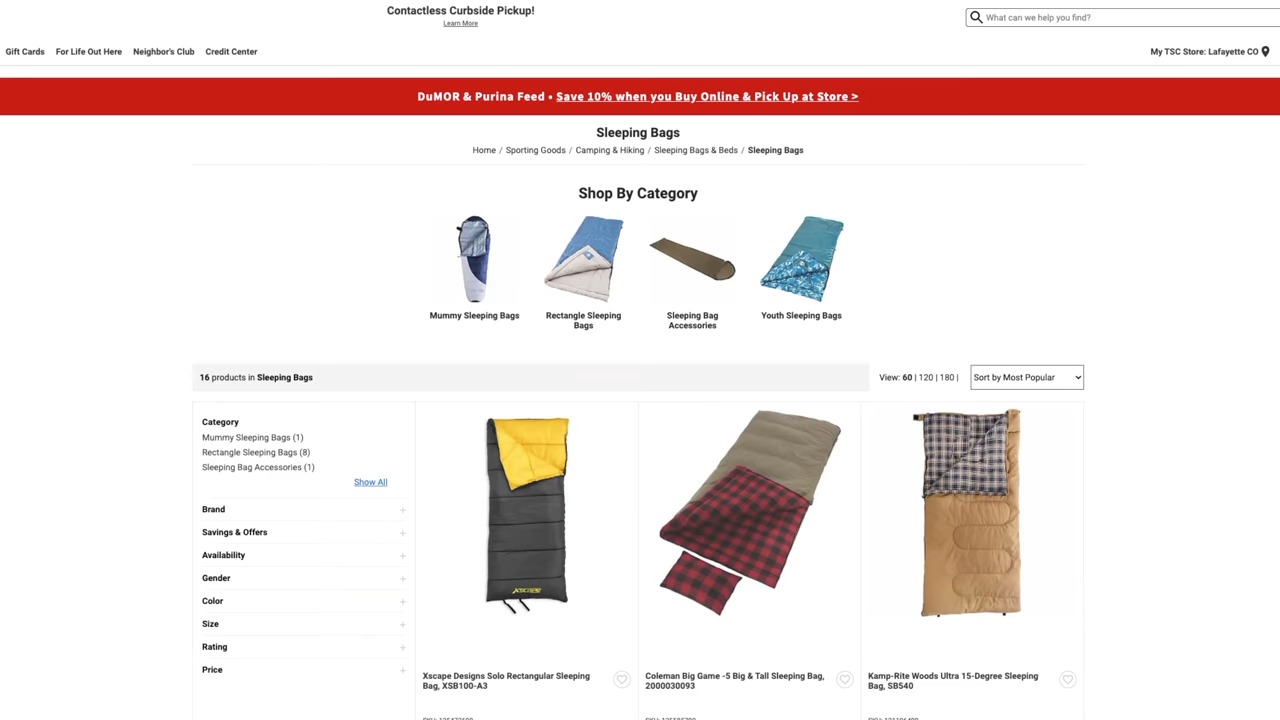 Contactless Curbside Pickup!
Learn More
What can we help you find?
Gift Cards
For Life Out Here
Neighbor's Club
Credit Center
My TSC Store: Lafayette CO
DuMOR & Purina Feed • Save 10% when you Buy Online & Pick Up at Store >
Sleeping Bags
Home / Sporting Goods / Camping & Hiking / Sleeping Bags & Beds / Sleeping Bags
Shop By Category
Mummy Sleeping Bags
Rectangle Sleeping
Bags
Sleeping Bag
Accessories
Youth Sleeping Bags
16 products in Sleeping Bags
View: 60 | 120 | 180 |
Sort by Most Popular
Category
Mummy Sleeping Bags (1)
Rectangle Sleeping Bags (8)
Sleeping Bag Accessories (1)
Show All
Brand
Savings & Offers
Availability
Gender
Color
Size
Rating
Price
XSCAPE
Xscape Designs Solo Rectangular Sleeping
Bag, XSB100-A3
Coleman Big Game -5 Big & Tall Sleeping Bag,
2000030093
Kamp-Rite Woods Ultra 15-Degree Sleeping
Bag, SB540